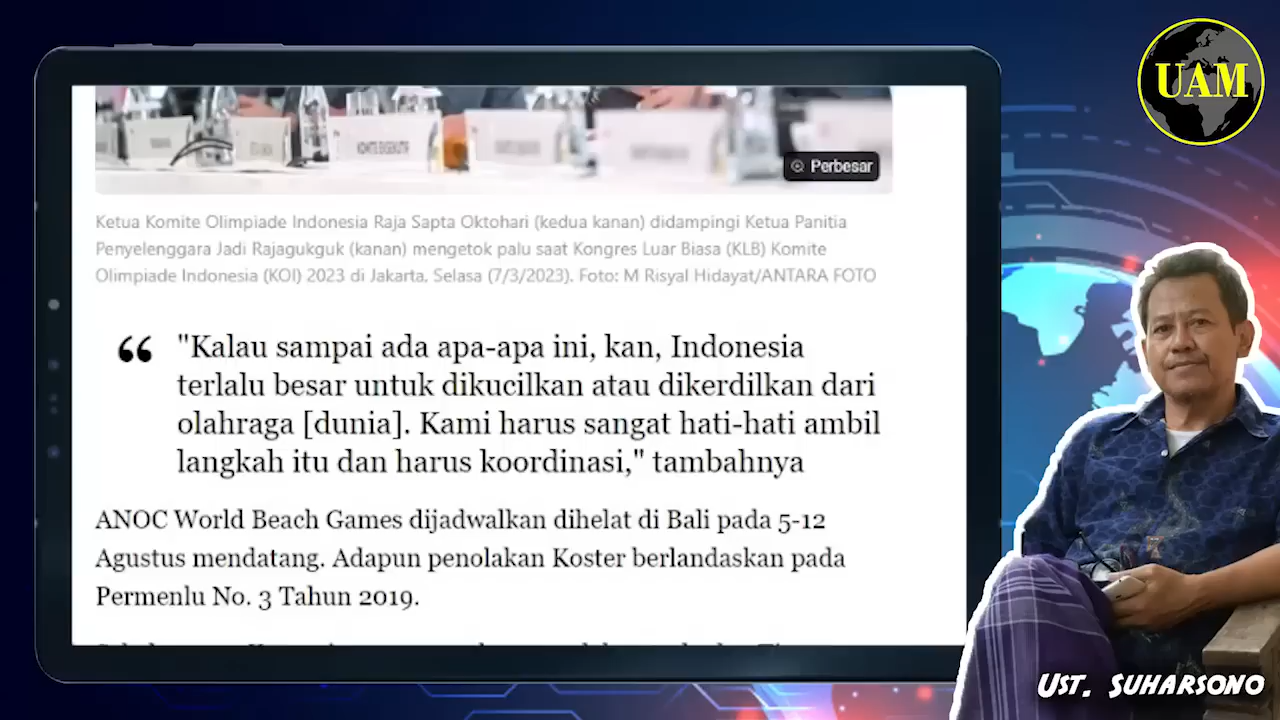 UAM
KOMITE EKSEKUTIF
Perbesar
Ketua Komite Olimpiade Indonesia Raja Sapta Oktohari (kedua kanan) didampingi Ketua Panitia
Penyelenggara Jadi Rajagukguk (kanan) mengetok palu saat Kongres Luar Biasa (KLB) Komite
Olimpiade Indonesia (KOI) 2023 di Jakarta, Selasa (7/3/2023). Foto: M Risyal Hidayat/ANTARA FOTO
"Kalau sampai ada apa-apa ini, kan, Indonesia
terlalu besar untuk dikucilkan atau dikerdilkan dari
olahraga [dunia]. Kami harus sangat hati-hati ambil
langkah itu dan harus koordinasi," tambahnya
ANOC World Beach Games dijadwalkan dihelat di Bali pada 5-12
Agustus mendatang. Adapun penolakan Koster berlandaskan pada
Permenlu No. 3 Tahun 2019.
UST. SUHARSONO